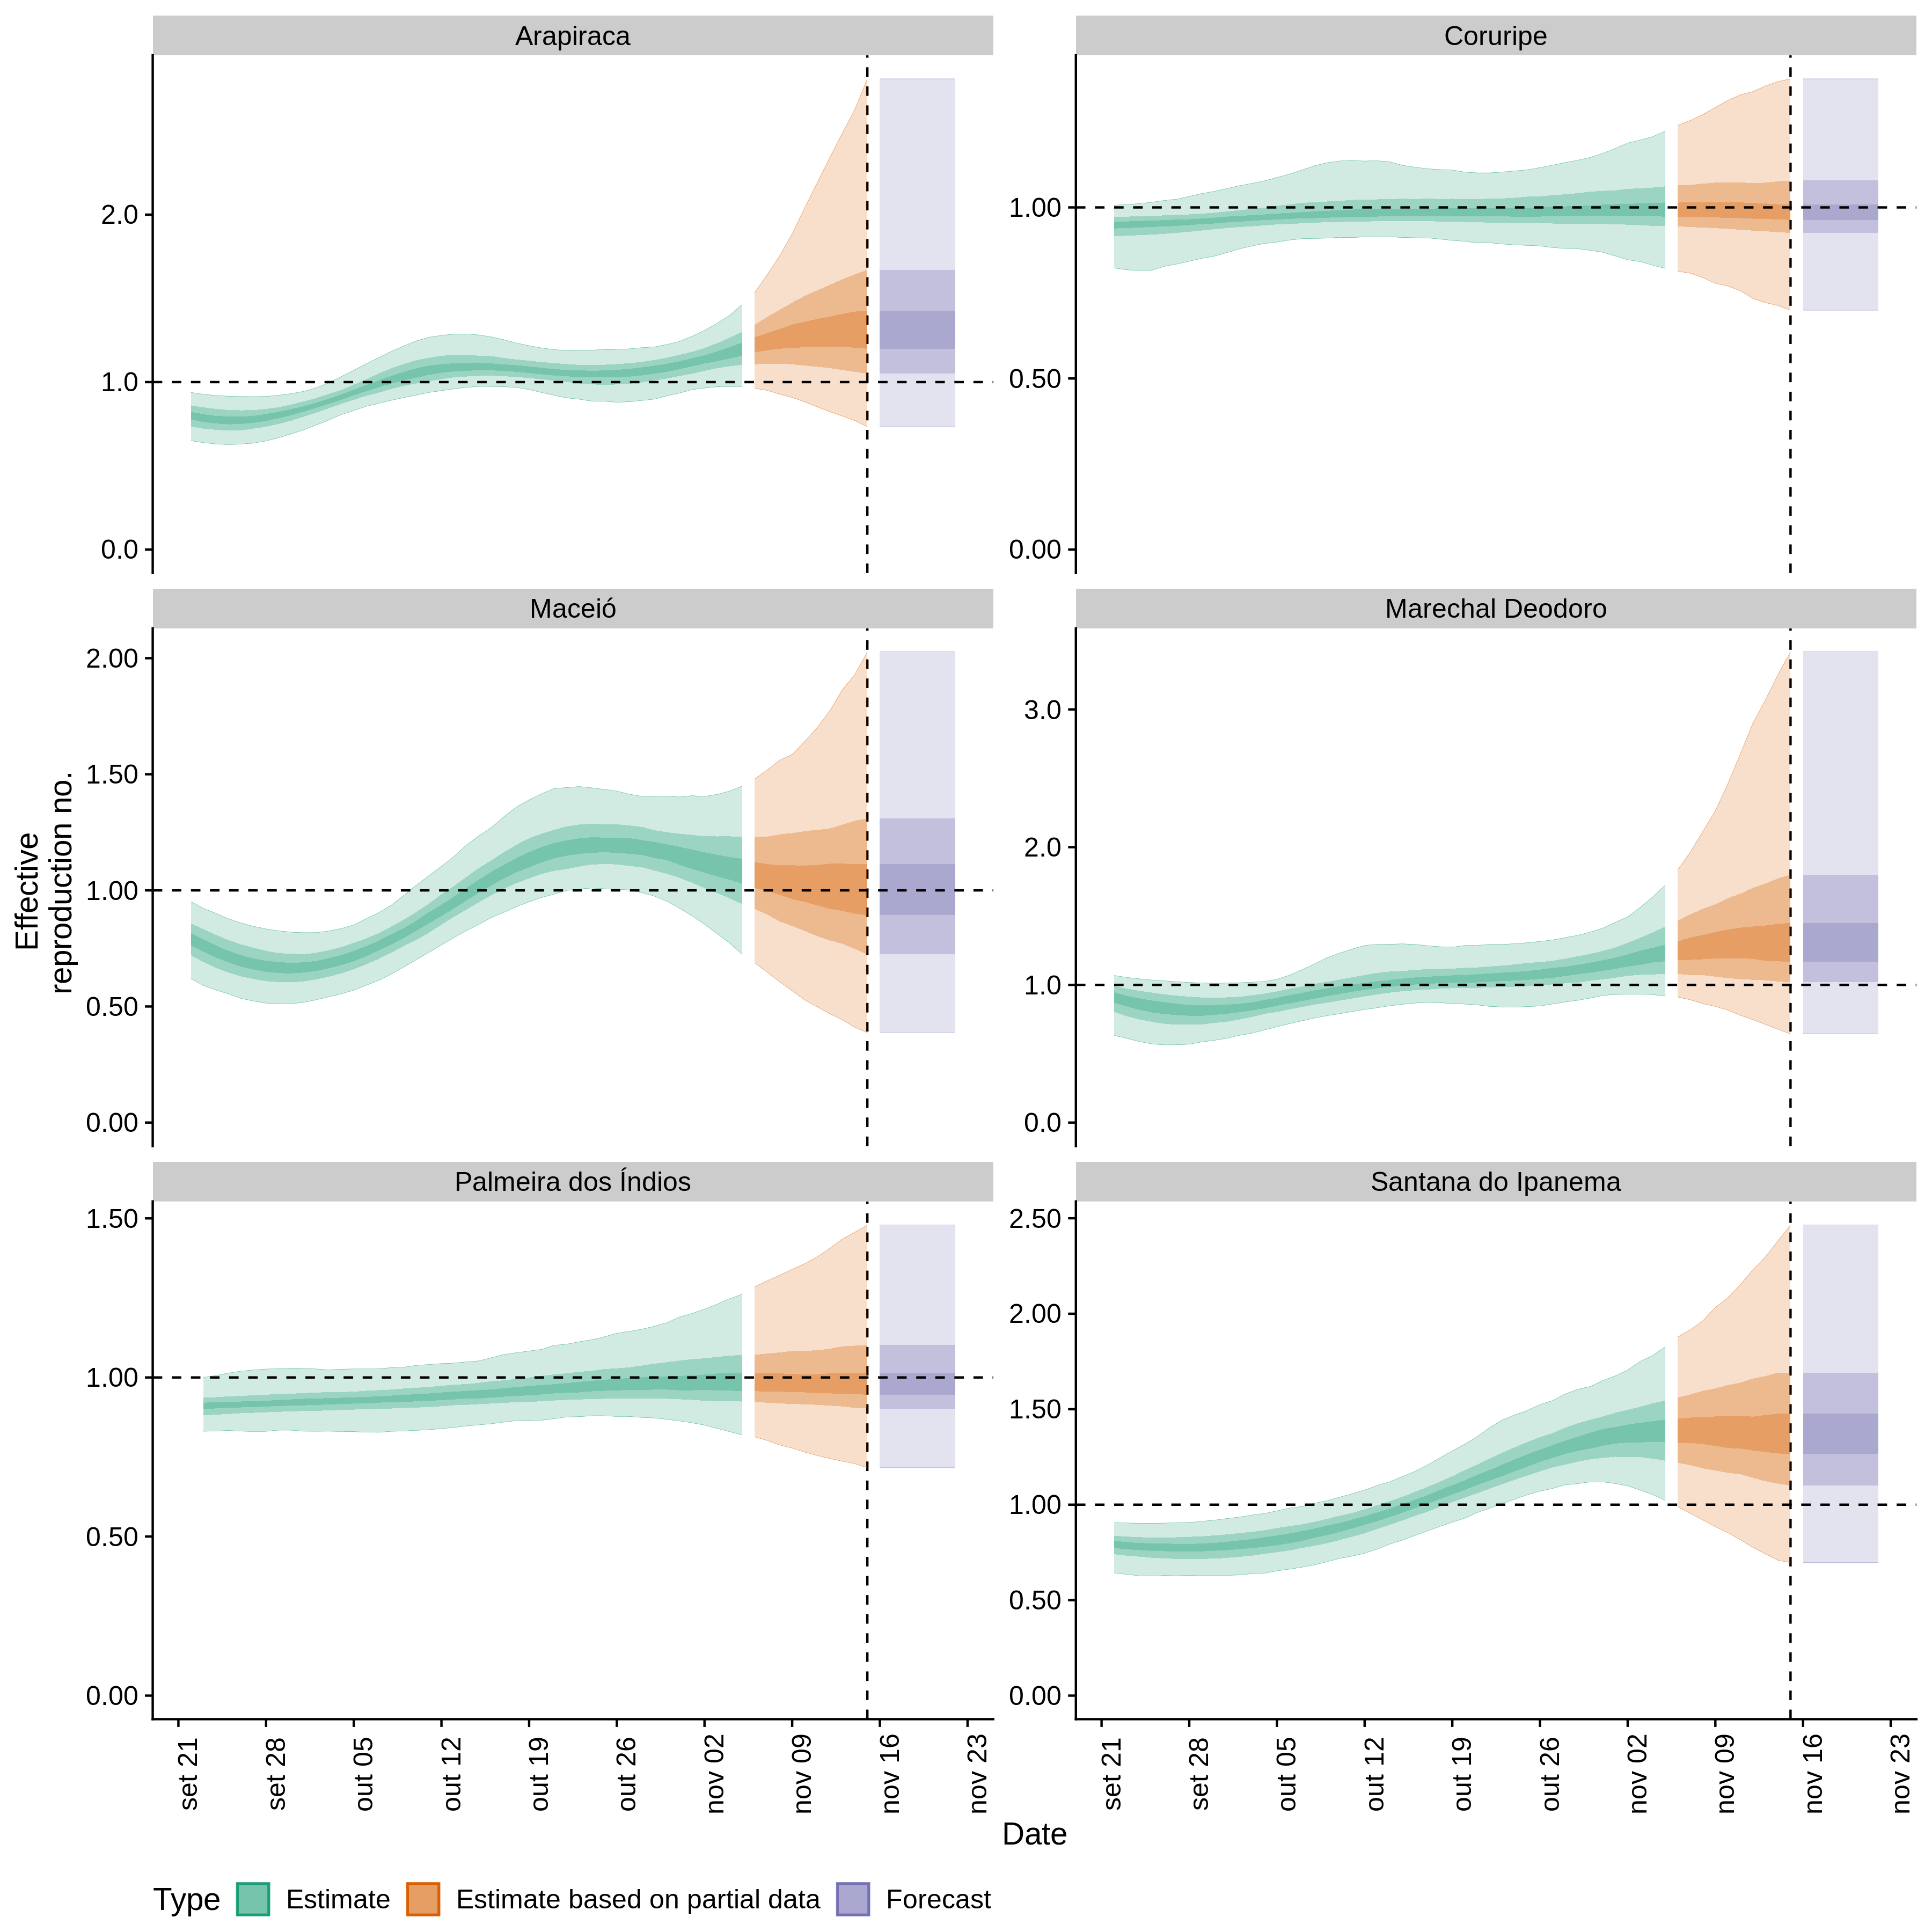 Arapiraca
Coruripe
2.0
1.0
0.0
1.00
0.50
0.00
Maceió
Marechal Deodoro
2.00
1.50
1.00
0.50
0.00
3.0
2.0
1.0
0.0
Palmeira dos Índios
Santana do Ipanema
1.50
1.00
0.50
0.00
2.50
2.00
1.50
1.00
0.50
0.00
Effective
reproduction no.
set 21
set 28
out 05
out 12
out 19
out 26
nov 02
nov 09
nov 16
nov 23
set 21
set 28
out 05
out 12
out 19
out 26
nov 02
nov 09
nov 16
nov 23
Date
Type Estimate Estimate based on partial data Forecast